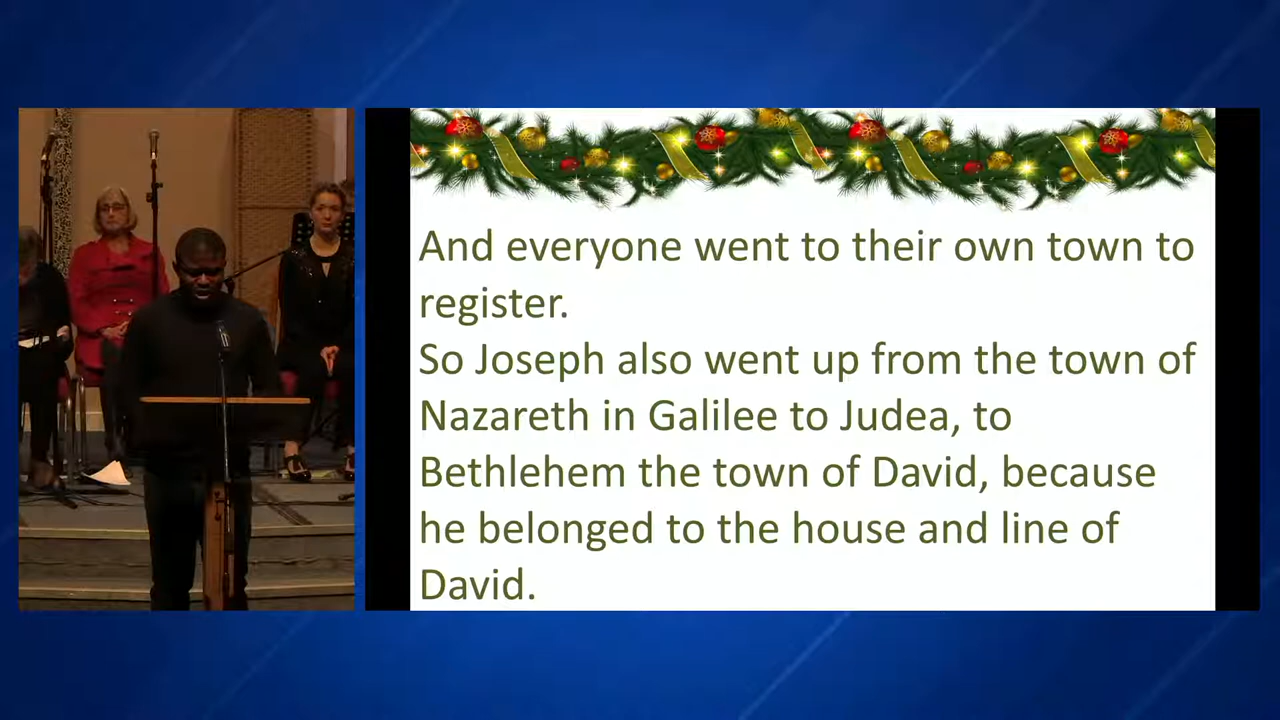 And everyone went to their own town to
register.
So Joseph also went up from the town of
Nazareth in Galilee to Judea, to
Bethlehem the town of David, because
he belonged to the house and line of
David.